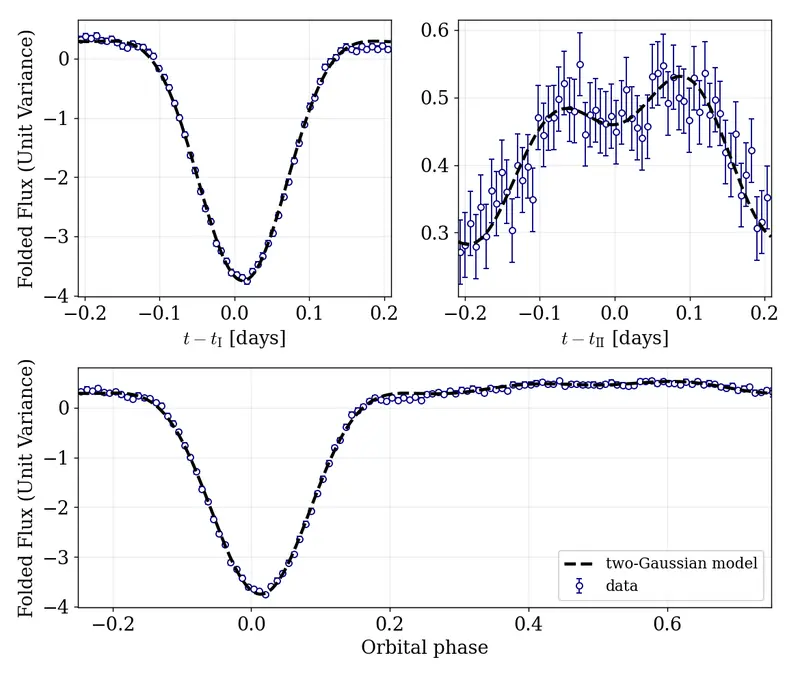 Folded Flux (Unit Variance)
0
−1
−2
−3
−4
−0.2 −0.1 0.0 0.1 0.2
t − t_I [days]
0.6
0.5
0.4
0.3
−0.2 −0.1 0.0 0.1 0.2
t − t_II [days]
Folded Flux (Unit Variance)
0
−1
−2
−3
−4
−0.2 0.0 0.2 0.4 0.6
Orbital phase
two-Gaussian model
data